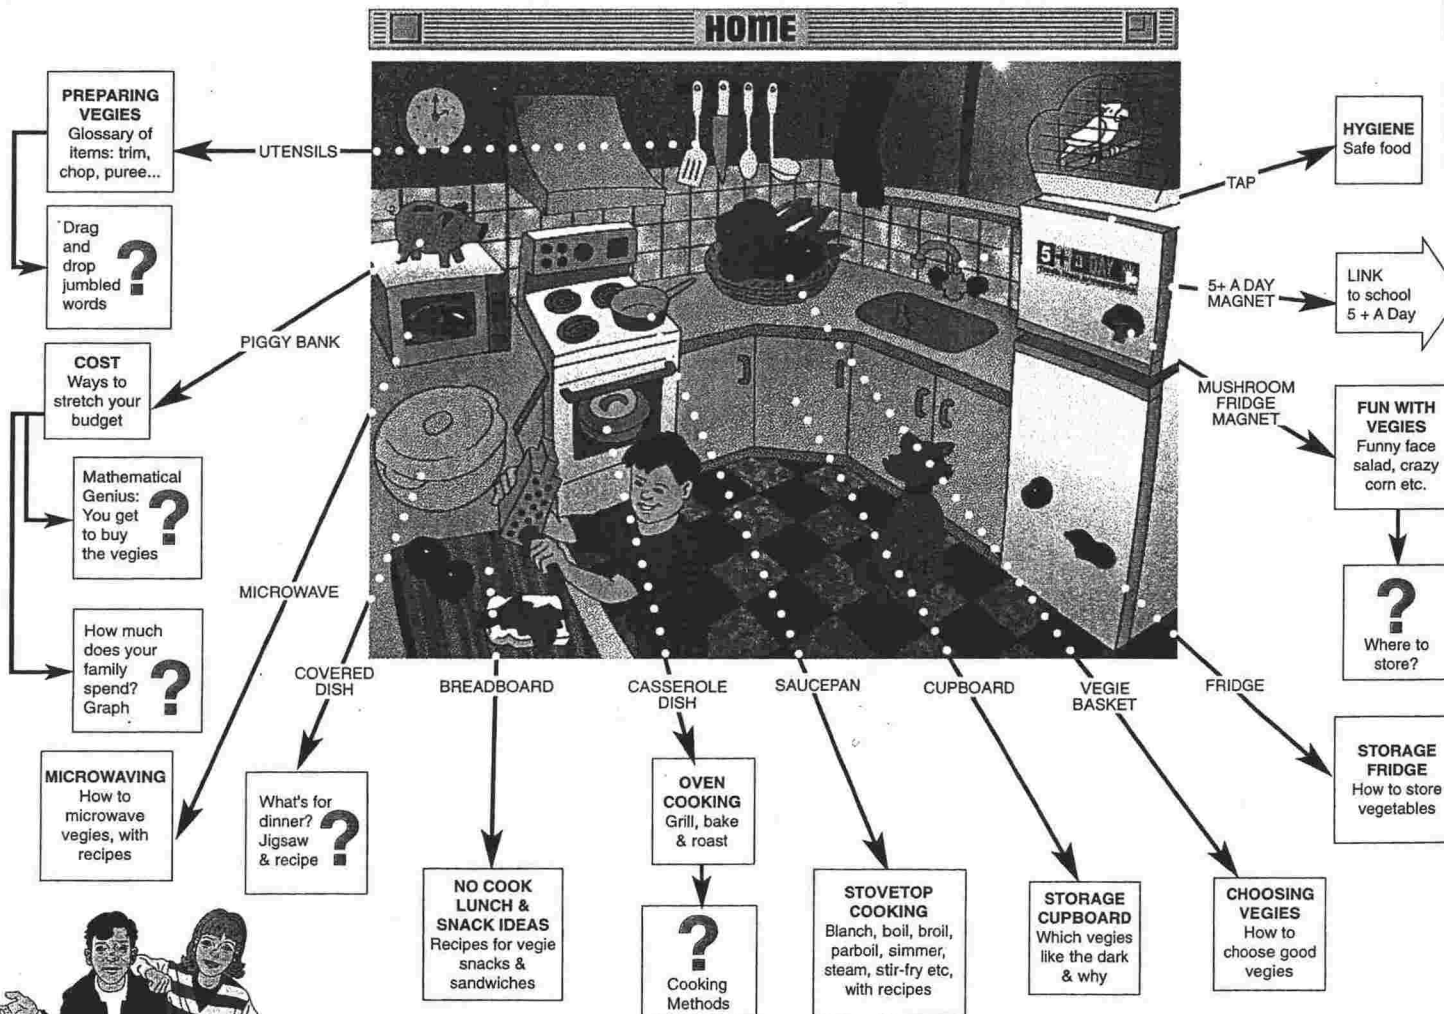 HOME
PREPARING
VEGIES
Glossary of
items: trim,
chop, puree...
UTENSILS
Drag
and
drop
jumbled
words
?
PIGGY BANK
COST
Ways to
stretch your
budget
Mathematical
Genius:
You get
to buy
the vegies
?
How much
does your
family
spend?
Graph
?
MICROWAVE
MICROWAVING
How to
microwave
vegies, with
recipes
COVERED
DISH
What's for
dinner?
Jigsaw
& recipe
?
BREADBOARD
NO COOK
LUNCH &
SNACK IDEAS
Recipes for vegie
snacks &
sandwiches
CASSEROLE
DISH
OVEN
COOKING
Grill, bake
& roast
?
Cooking
Methods
SAUCEPAN
STOVETOP
COOKING
Blanch, boil, broil,
parboil, simmer,
steam, stir-fry etc,
with recipes
CUPBOARD
STORAGE
CUPBOARD
Which vegies
like the dark
& why
VEGIE
BASKET
CHOOSING
VEGIES
How to
choose good
vegies
FRIDGE
STORAGE
FRIDGE
How to store
vegetables
TAP
HYGIENE
Safe food
5+ A DAY
5+ A DAY
MAGNET
LINK
to school
5 + A Day
MUSHROOM
FRIDGE
MAGNET
FUN WITH
VEGIES
Funny face
salad, crazy
corn etc.
?
Where to
store?